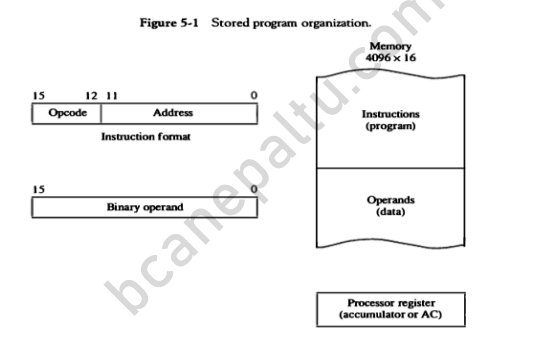 Figure 5-1 Stored program organization.
Memory
4096 × 16
15 12 11 0
Opcode Address
Instruction format
Instructions
(program)
15 0
Binary operand
Operands
(data)
Processor register
(accumulator or AC)
bcanepaltu.com